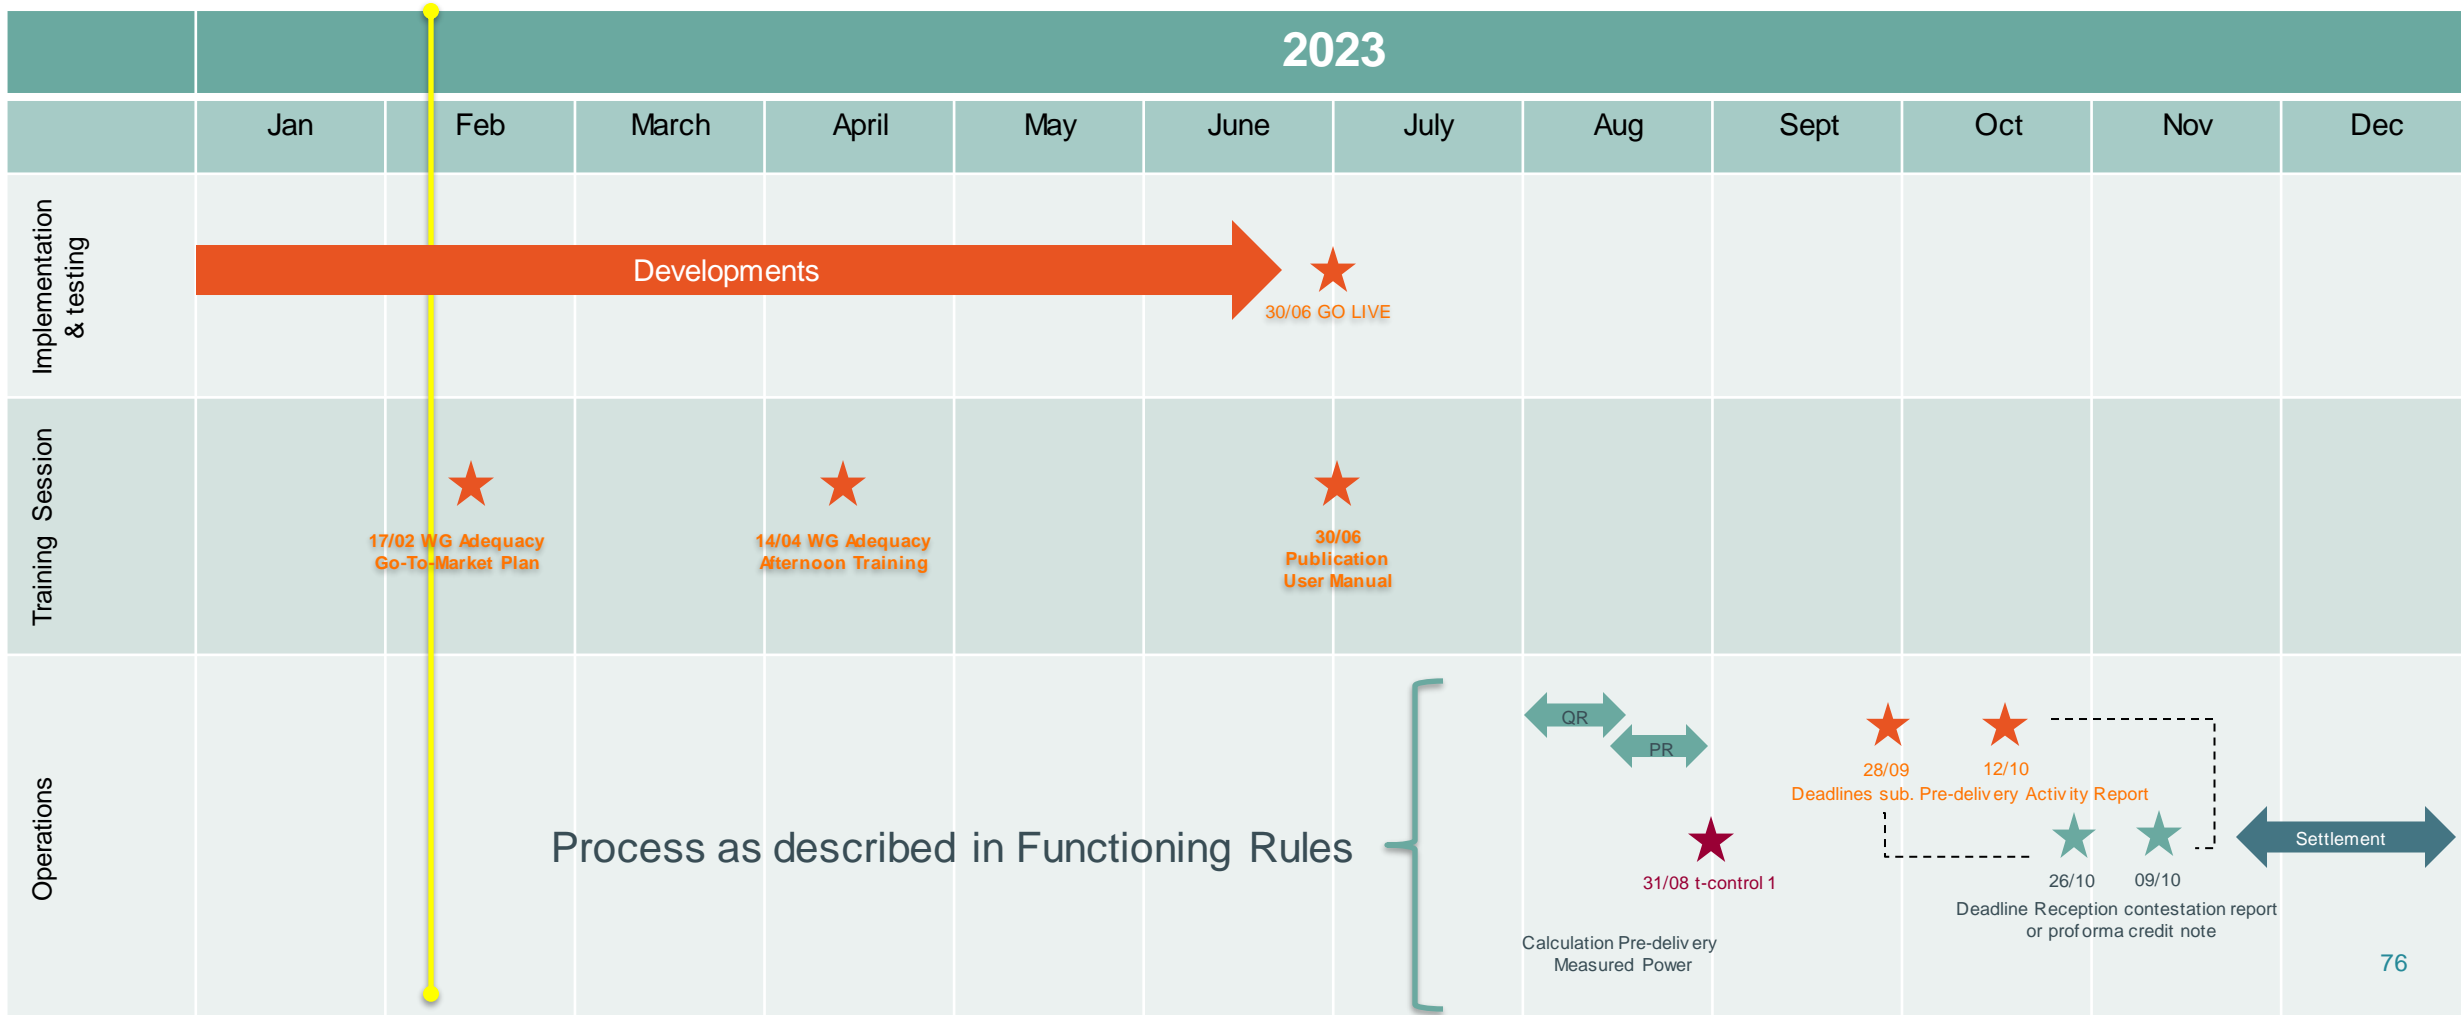 2023
Jan
Feb
March
April
May
June
July
Aug
Sept
Oct
Nov
Dec
Implementation
& testing
Developments
30/06 GO LIVE
Training Session
17/02 WG Adequacy
Go-To-Market Plan
14/04 WG Adequacy
Afternoon Training
30/06
Publication
User Manual
Operations
Process as described in Functioning Rules
QR
PR
31/08 t-control 1
Calculation Pre-delivery
Measured Power
28/09
12/10
Deadlines sub. Pre-delivery Activity Report
26/10
09/10
Deadline Reception contestation report
or proforma credit note
Settlement
76